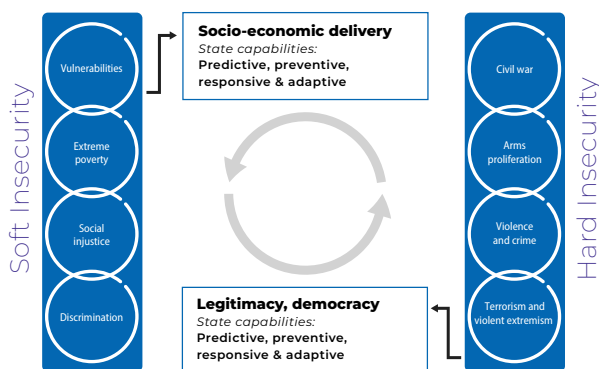 Soft Insecurity
Vulnerabilities
Extreme
poverty
Social
injustice
Discrimination
Socio-economic delivery
State capabilities:
Predictive, preventive,
responsive & adaptive
Legitimacy, democracy
State capabilities:
Predictive, preventive,
responsive & adaptive
Civil war
Arms
proliferation
Violence
and crime
Terrorism and
violent extremism
Hard Insecurity